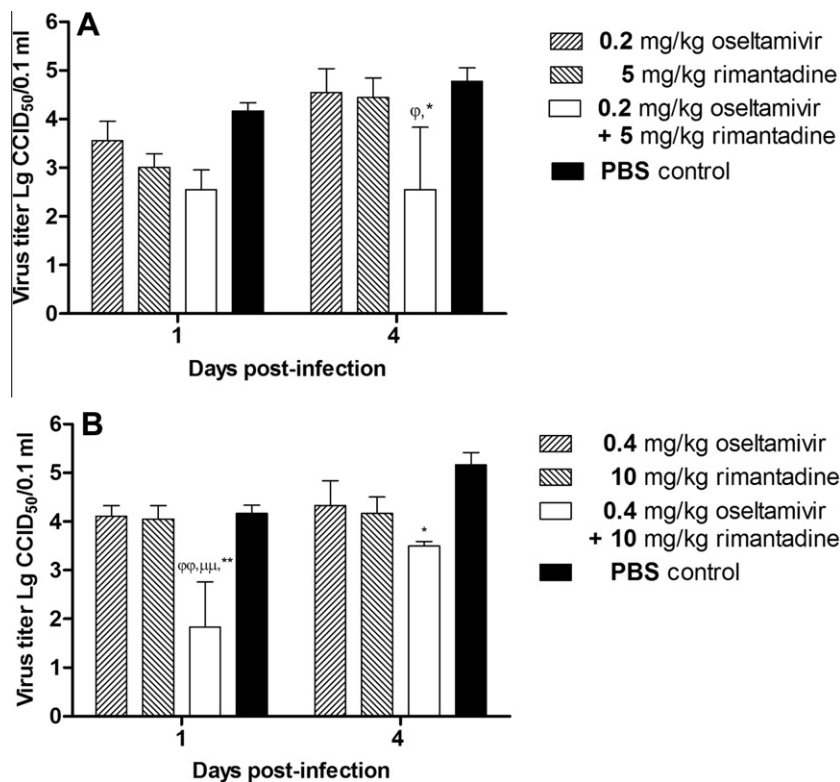 A
Virus titer Lg CCID50/0.1 ml
6
5
4
3
2
1
0
φ,*
1
4
Days post-infection
0.2 mg/kg oseltamivir
5 mg/kg rimantadine
0.2 mg/kg oseltamivir
+ 5 mg/kg rimantadine
PBS control
B
Virus titer Lg CCID50/0.1 ml
6
5
4
3
2
1
0
φφ,μμ,**
*
1
4
Days post-infection
0.4 mg/kg oseltamivir
10 mg/kg rimantadine
0.4 mg/kg oseltamivir
+ 10 mg/kg rimantadine
PBS control